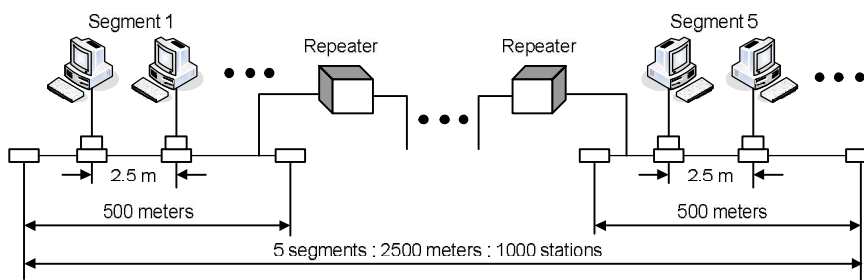 Segment 1
Segment 5
Repeater
Repeater
2.5 m
2.5 m
500 meters
500 meters
5 segments : 2500 meters : 1000 stations